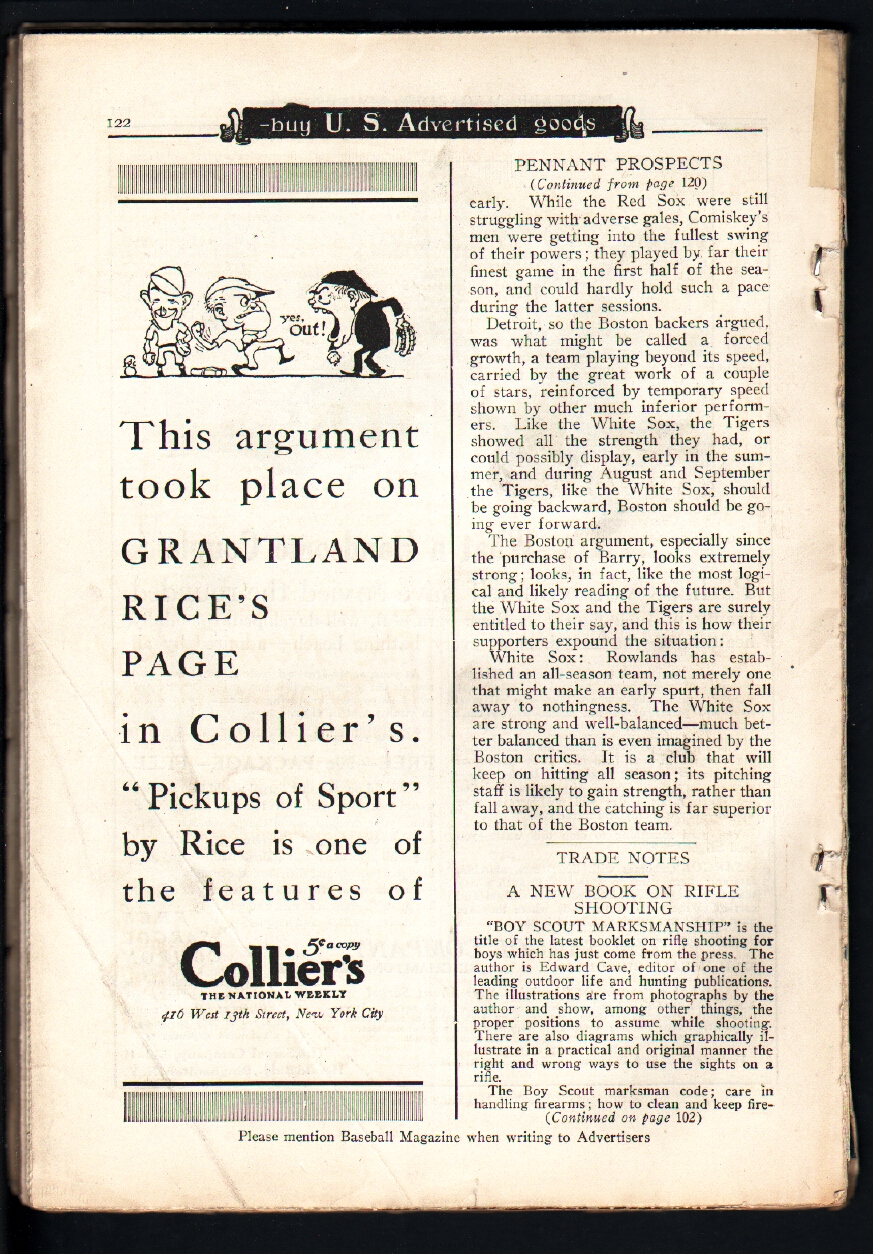 122
-buy U. S. Advertised goods
yes,
out!
This argument
took place on
GRANTLAND
RICE'S
PAGE
in Collier's.
“Pickups of Sport”
by Rice is one of
the features of
5¢ a copy
Collier's
THE NATIONAL WEEKLY
416 West 13th Street, New York City
PENNANT PROSPECTS
(Continued from page 120)
early. While the Red Sox were still
struggling with adverse gales, Comiskey's
men were getting into the fullest swing
of their powers; they played by far their
finest game in the first half of the sea-
son, and could hardly hold such a pace
during the latter sessions.
Detroit, so the Boston backers argued,
was what might be called a forced
growth, a team playing beyond its speed,
carried by the great work of a couple
of stars, reinforced by temporary speed
shown by other much inferior perform-
ers. Like the White Sox, the Tigers
showed all the strength they had, or
could possibly display, early in the sum-
mer, and during August and September
the Tigers, like the White Sox, should
be going backward, Boston should be go-
ing ever forward.
The Boston argument, especially since
the purchase of Barry, looks extremely
strong; looks, in fact, like the most logi-
cal and likely reading of the future. But
the White Sox and the Tigers are surely
entitled to their say, and this is how their
supporters expound the situation:
White Sox: Rowlands has estab-
lished an all-season team, not merely one
that might make an early spurt, then fall
away to nothingness. The White Sox
are strong and well-balanced—much bet-
ter balanced than is even imagined by the
Boston critics. It is a club that will
keep on hitting all season; its pitching
staff is likely to gain strength, rather than
fall away, and the catching is far superior
to that of the Boston team.
TRADE NOTES
A NEW BOOK ON RIFLE
SHOOTING
“BOY SCOUT MARKSMANSHIP” is the
title of the latest booklet on rifle shooting for
boys which has just come from the press. The
author is Edward Cave, editor of one of the
leading outdoor life and hunting publications.
The illustrations are from photographs by the
author and show, among other things, the
proper positions to assume while shooting.
There are also diagrams which graphically il-
lustrate in a practical and original manner the
right and wrong ways to use the sights on a
rifle.
The Boy Scout marksman code; care in
handling firearms; how to clean and keep fire-
(Continued on page 102)
Please mention Baseball Magazine when writing to Advertisers